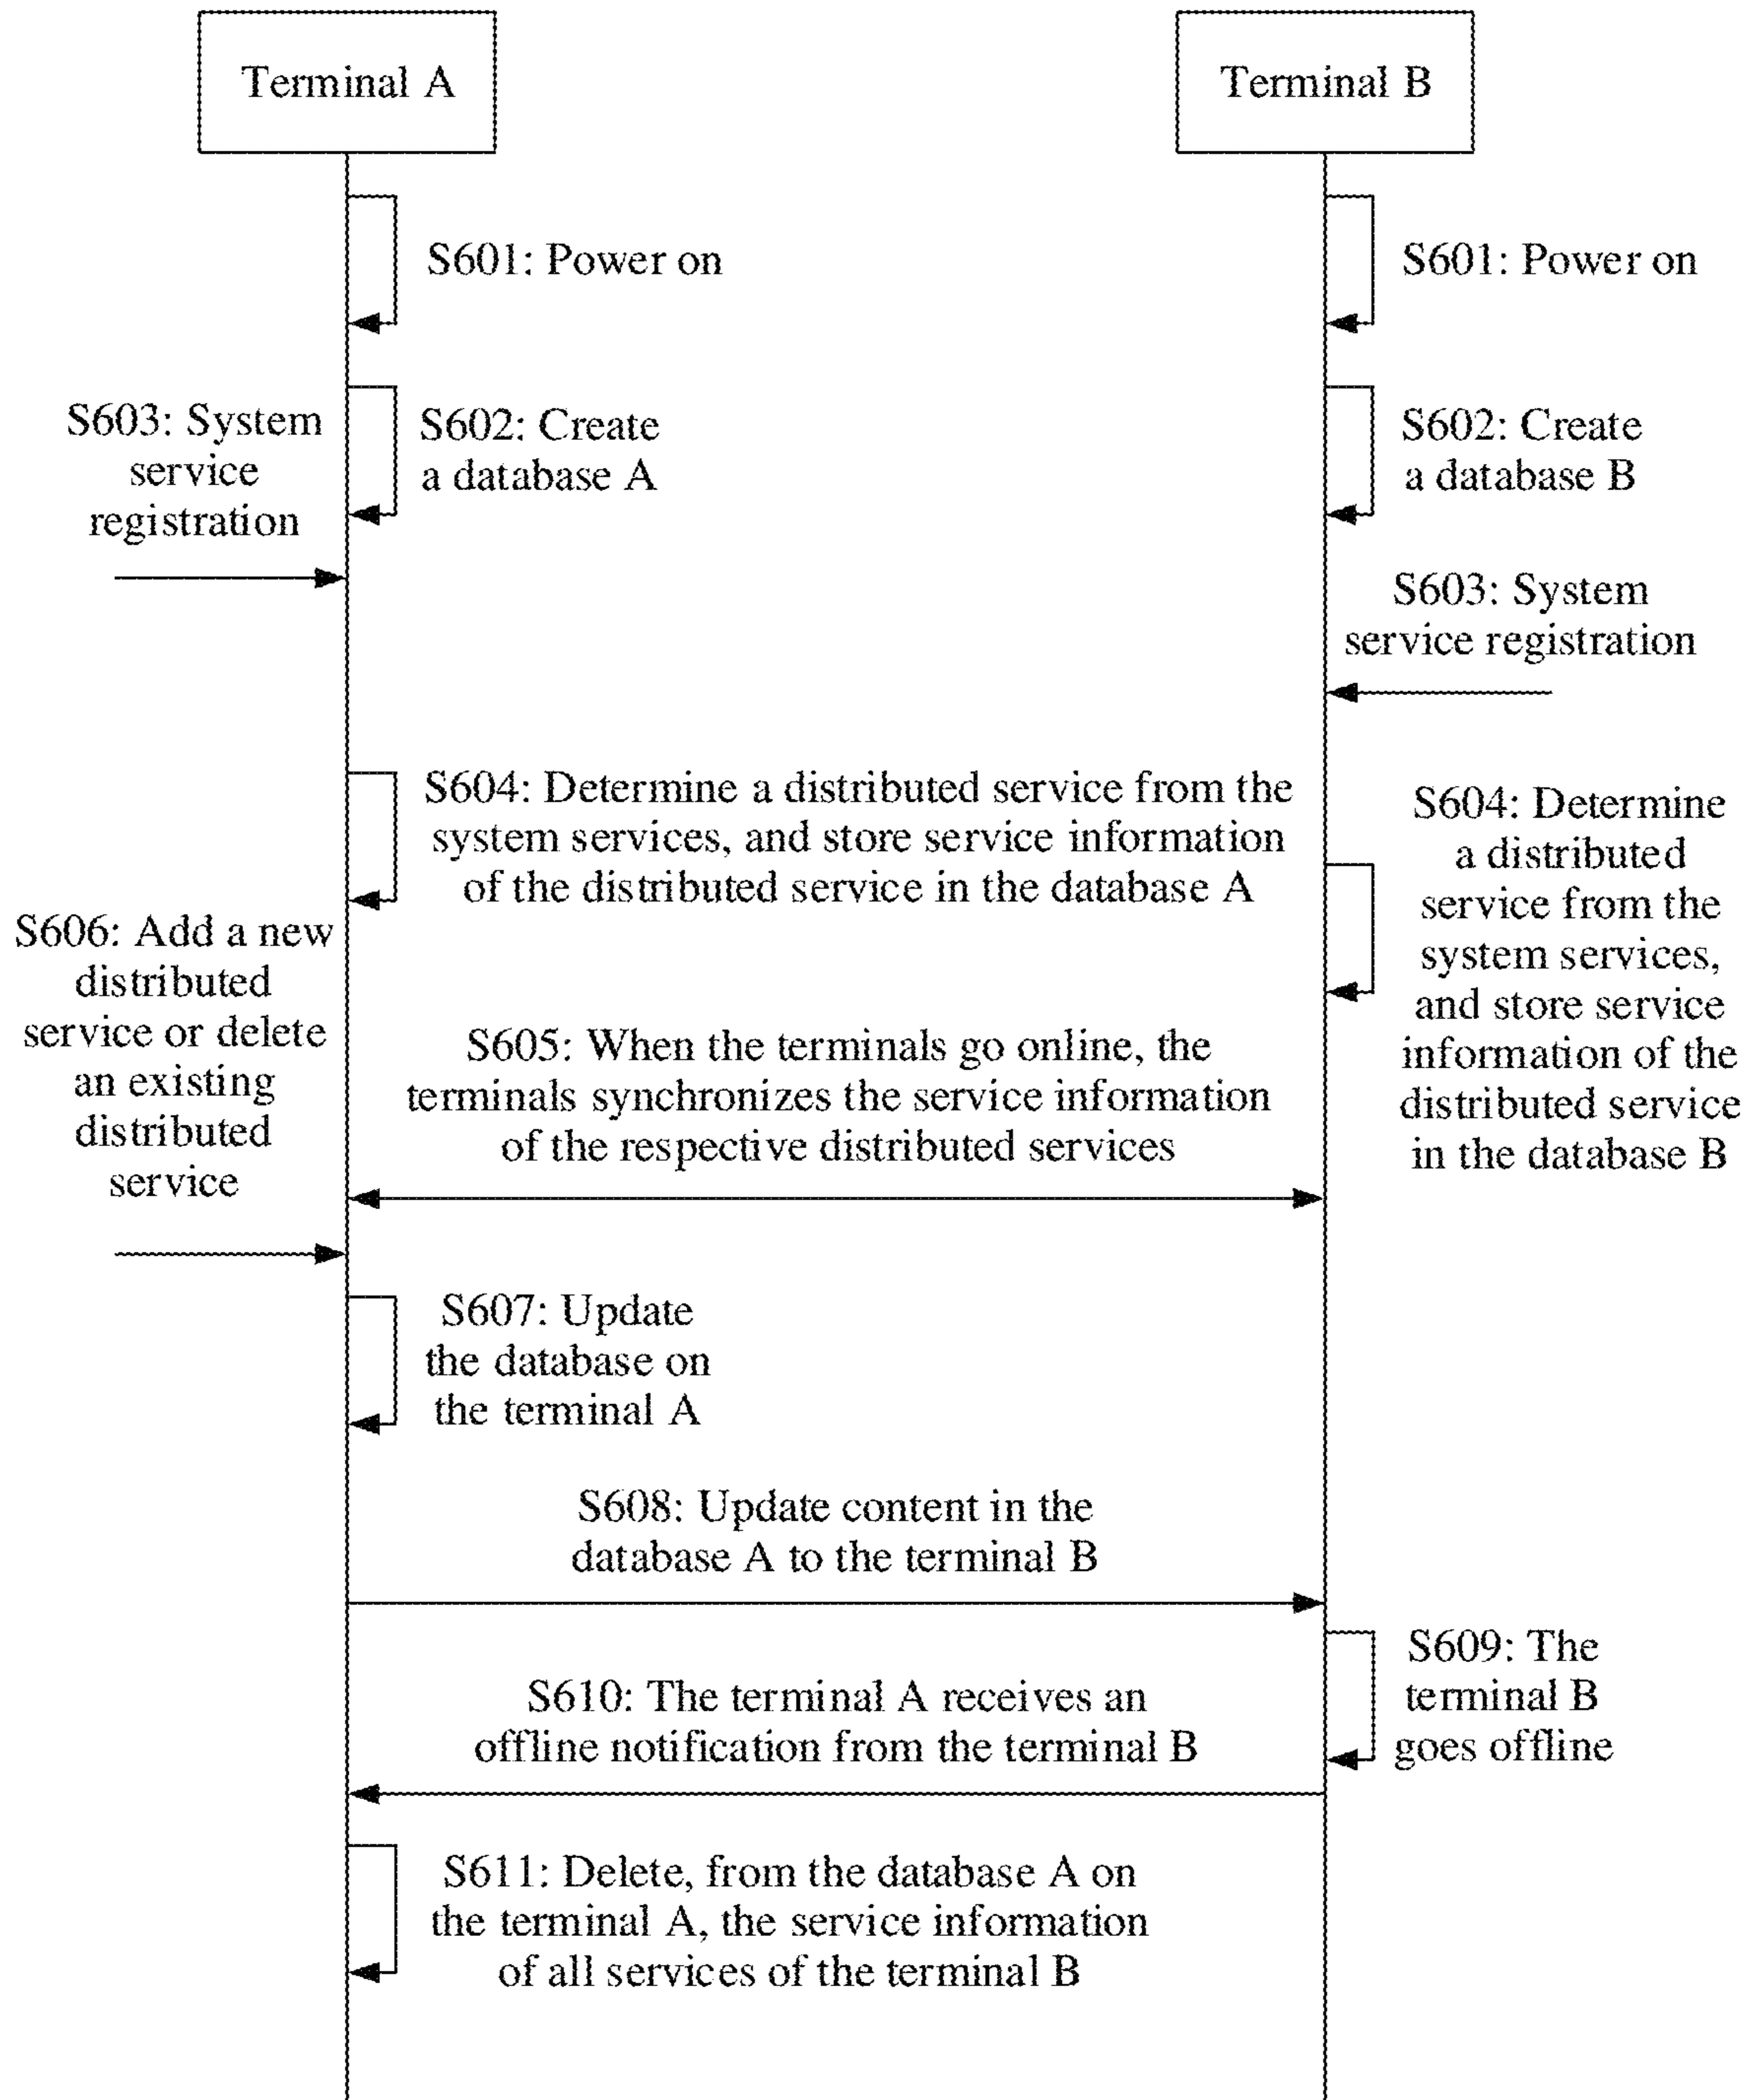 Terminal A
Terminal B
S601: Power on
S601: Power on
S603: System
service
registration
S602: Create
a database A
S602: Create
a database B
S603: System
service registration
S604: Determine a distributed service from the
system services, and store service information
of the distributed service in the database A
S604: Determine
a distributed
service from the
system services,
and store service
information of the
distributed service
in the database B
S606: Add a new
distributed
service or delete
an existing
distributed
service
S605: When the terminals go online, the
terminals synchronizes the service information
of the respective distributed services
S607: Update
the database on
the terminal A
S608: Update content in the
database A to the terminal B
S609: The
terminal B
goes offline
S610: The terminal A receives an
offline notification from the terminal B
S611: Delete, from the database A on
the terminal A, the service information
of all services of the terminal B